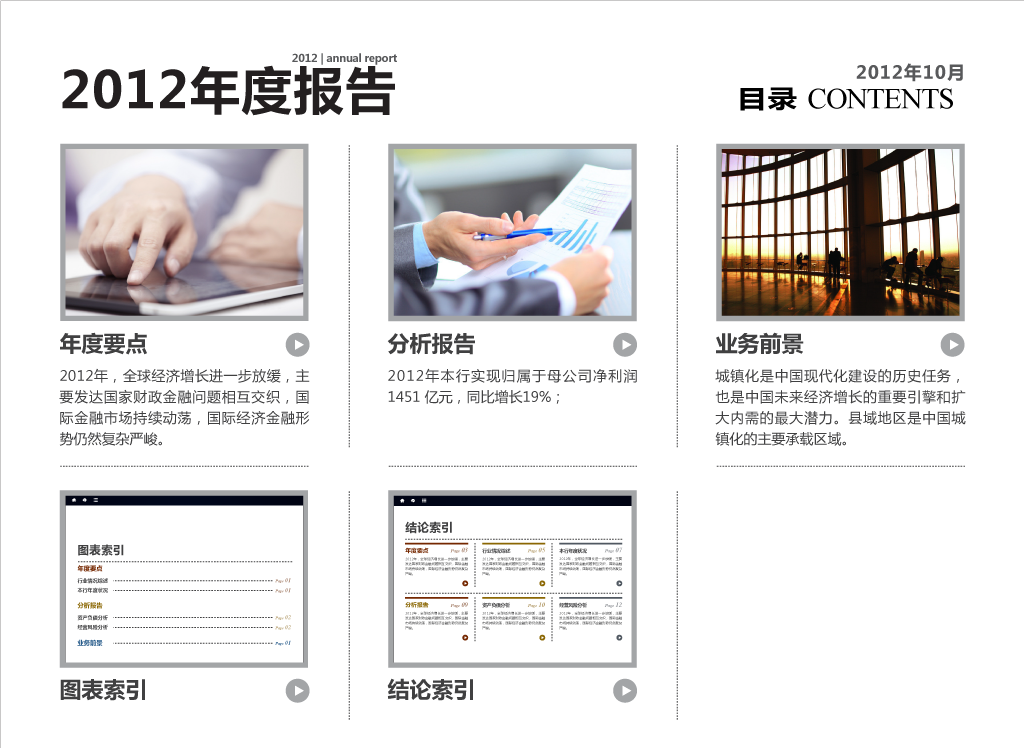 2012 | annual report
2012年度报告
2012年10月
目录 CONTENTS
年度要点
2012年，全球经济增长进一步放缓，主
要发达国家财政金融问题相互交织，国
际金融市场持续动荡，国际经济金融形
势仍然复杂严峻。
分析报告
2012年本行实现归属于母公司净利润
1451 亿元，同比增长19%；
业务前景
城镇化是中国现代化建设的历史任务，
也是中国未来经济增长的重要引擎和扩
大内需的最大潜力。县域地区是中国城
镇化的主要承载区域。
图表索引
年度要点
行业情况综述 Page 01
本行年度状况 Page 01
分析报告
资产负债分析 Page 02
经营风险分析 Page 02
业务前景 Page 01
图表索引
结论索引
年度要点 Page 03
行业情况综述 Page 05
本行年度状况 Page 07
分析报告 Page 09
资产负债分析 Page 10
经营风险分析 Page 12
结论索引